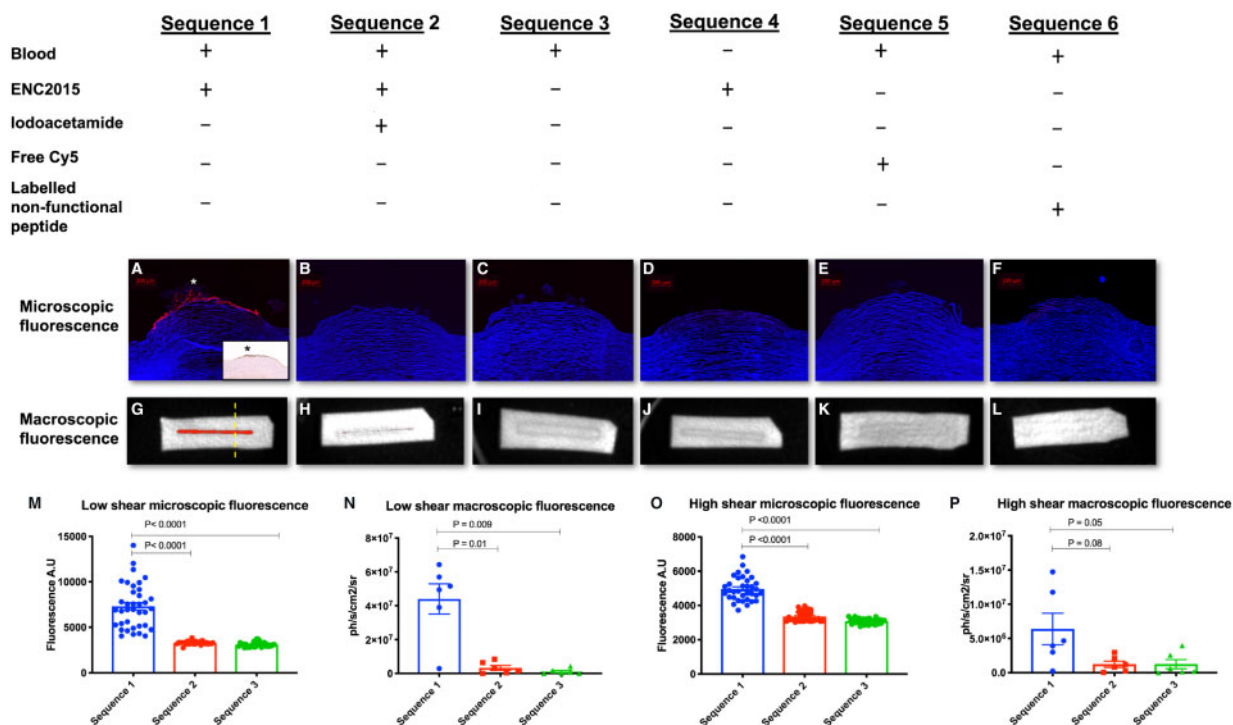 Sequence 1 Sequence 2 Sequence 3 Sequence 4 Sequence 5 Sequence 6
Blood + + + – + +
ENC2015 + + – + – –
Iodoacetamide – + – – – –
Free Cy5 – – – – + –
Labelled
non-functional
peptide – – – – – +
Microscopic
fluorescence
A * *
B
C
D
E
F
Macroscopic
fluorescence
G H I J K L
M Low shear microscopic fluorescence
P< 0.0001
P< 0.0001
Fluorescence A.U
15000
10000
5000
0
Sequence 1 Sequence 2 Sequence 3
N Low shear macroscopic fluorescence
P = 0.009
P = 0.01
ph/s/cm2/sr
8×10⁷
6×10⁷
4×10⁷
2×10⁷
0
Sequence 1 Sequence 2 Sequence 3
O High shear microscopic fluorescence
P <0.0001
P <0.0001
Fluorescence A.U
8000
6000
4000
2000
0
Sequence 1 Sequence 2 Sequence 3
P High shear macroscopic fluorescence
P = 0.05
P = 0.08
ph/s/cm2/sr
2.0×10⁷
1.5×10⁷
1.0×10⁷
5.0×10⁶
0
Sequence 1 Sequence 2 Sequence 3